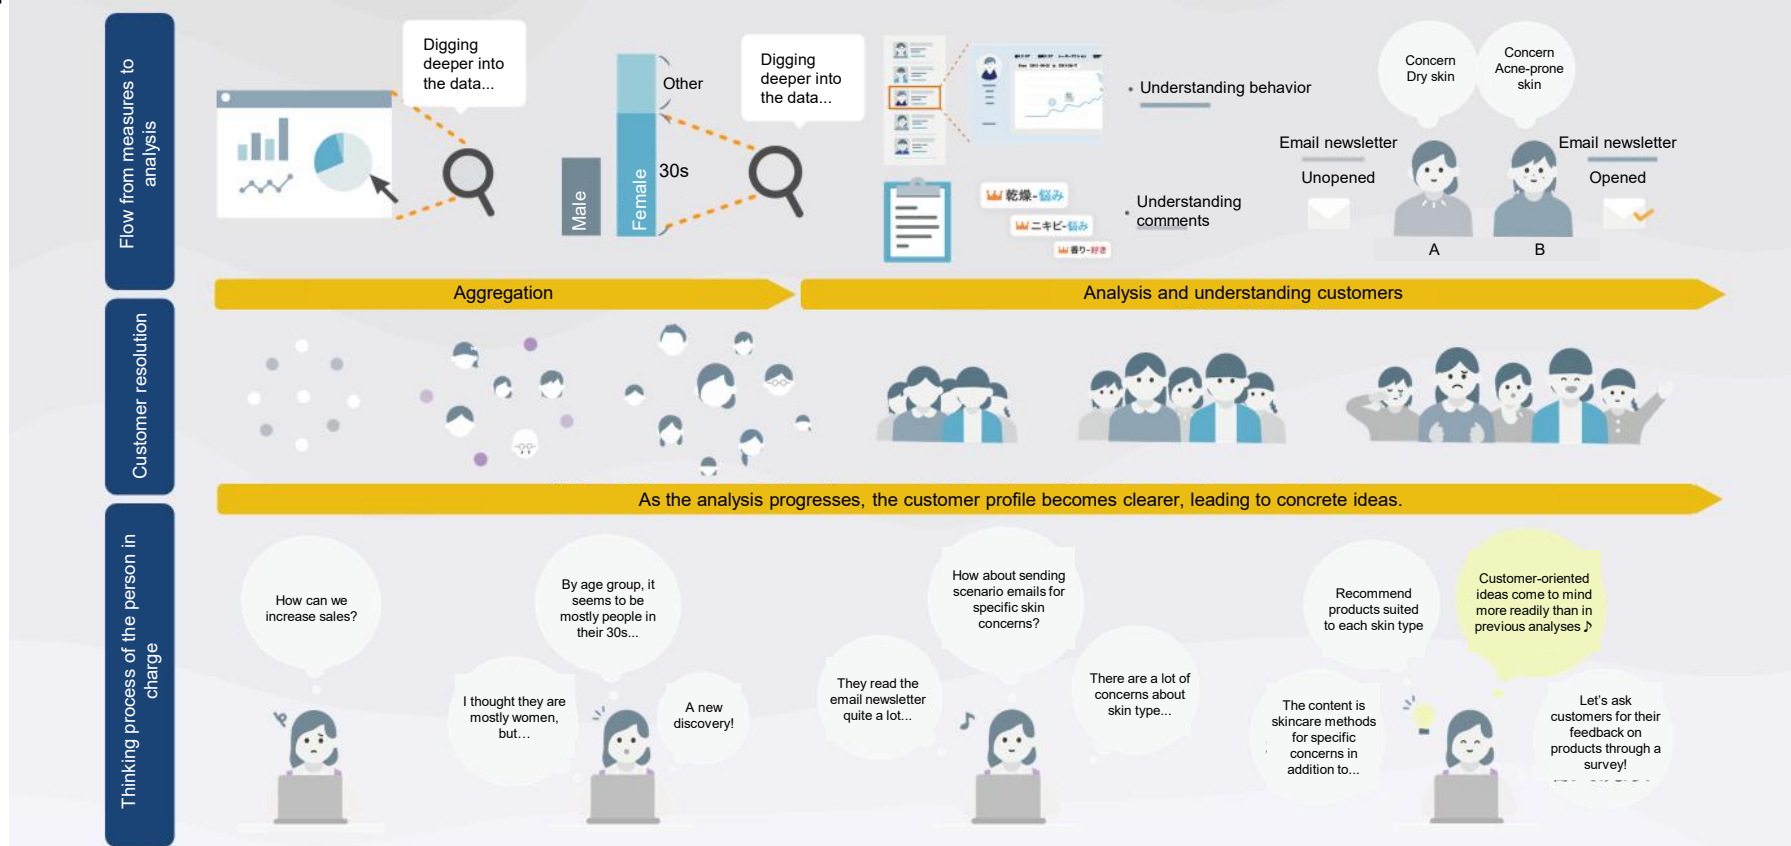 Flow from measures to
analysis
Digging
deeper into
the data...
Male
Female
Other
30s
Digging
deeper into
the data...
• Understanding behavior
乾燥-悩み
ニキビ-悩み
香り-好き
• Understanding
comments
Concern
Dry skin
Concern
Acne-prone
skin
Email newsletter
Unopened
Email newsletter
Opened
A
B
Aggregation
Analysis and understanding customers
Customer resolution
As the analysis progresses, the customer profile becomes clearer, leading to concrete ideas.
Thinking process of the person in
charge
How can we
increase sales?
I thought they are
mostly women,
but…
By age group, it
seems to be
mostly people in
their 30s...
A new
discovery!
They read the
email newsletter
quite a lot...
How about sending
scenario emails for
specific skin
concerns?
There are a lot of
concerns about
skin type...
The content is
skincare methods
for specific
concerns in
addition to...
Recommend
products suited
to each skin type
Customer-oriented
ideas come to mind
more readily than in
previous analyses ♪
Let's ask
customers for their
feedback on
products through a
survey!